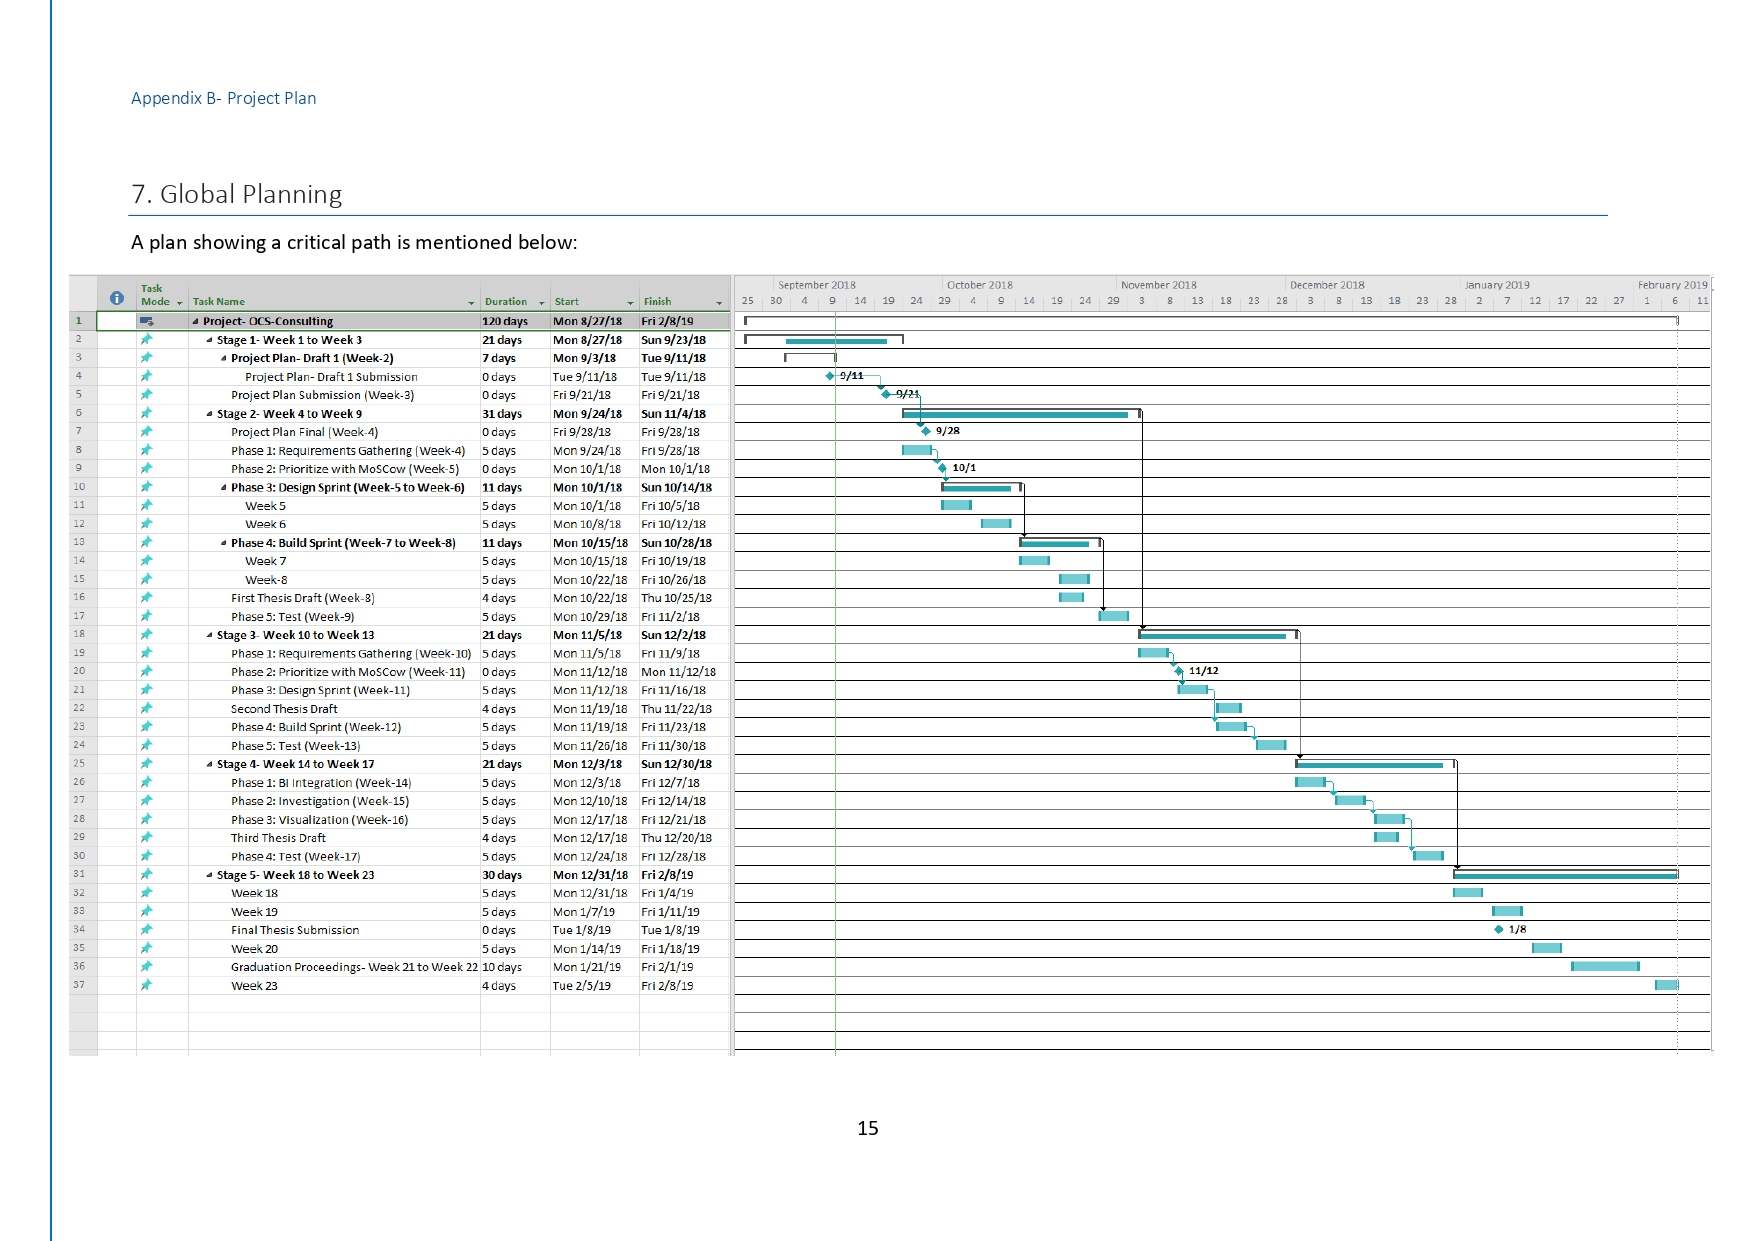 Appendix B- Project Plan
7. Global Planning
A plan showing a critical path is mentioned below:
Task Mode Task Name Duration Start Finish
September 2018 October 2018 November 2018 December 2018 January 2019 February 2019
25 30 4 9 14 19 24 29 4 9 14 19 24 29 3 8 13 18 23 28 3 8 13 18 23 28 2 7 12 17 22 27 1 6 11
1 Project- OCS-Consulting 120 days Mon 8/27/18 Fri 2/8/19
2 Stage 1- Week 1 to Week 3 21 days Mon 8/27/18 Sun 9/23/18
3 Project Plan- Draft 1 (Week-2) 7 days Mon 9/3/18 Tue 9/11/18
4 Project Plan- Draft 1 Submission 0 days Tue 9/11/18 Tue 9/11/18 9/11
5 Project Plan Submission (Week-3) 0 days Fri 9/21/18 Fri 9/21/18 9/21
6 Stage 2- Week 4 to Week 9 31 days Mon 9/24/18 Sun 11/4/18
7 Project Plan Final (Week-4) 0 days Fri 9/28/18 Fri 9/28/18 9/28
8 Phase 1: Requirements Gathering (Week-4) 5 days Mon 9/24/18 Fri 9/28/18
9 Phase 2: Prioritize with MoSCow (Week-5) 0 days Mon 10/1/18 Mon 10/1/18 10/1
10 Phase 3: Design Sprint (Week-5 to Week-6) 11 days Mon 10/1/18 Sun 10/14/18
11 Week 5 5 days Mon 10/1/18 Fri 10/5/18
12 Week 6 5 days Mon 10/8/18 Fri 10/12/18
13 Phase 4: Build Sprint (Week-7 to Week-8) 11 days Mon 10/15/18 Sun 10/28/18
14 Week 7 5 days Mon 10/15/18 Fri 10/19/18
15 Week-8 5 days Mon 10/22/18 Fri 10/26/18
16 First Thesis Draft (Week-8) 4 days Mon 10/22/18 Thu 10/25/18
17 Phase 5: Test (Week-9) 5 days Mon 10/29/18 Fri 11/2/18
18 Stage 3- Week 10 to Week 13 21 days Mon 11/5/18 Sun 12/2/18
19 Phase 1: Requirements Gathering (Week-10) 5 days Mon 11/5/18 Fri 11/9/18
20 Phase 2: Prioritize with MoSCow (Week-11) 0 days Mon 11/12/18 Mon 11/12/18 11/12
21 Phase 3: Design Sprint (Week-11) 5 days Mon 11/12/18 Fri 11/16/18
22 Second Thesis Draft 4 days Mon 11/19/18 Thu 11/22/18
23 Phase 4: Build Sprint (Week-12) 5 days Mon 11/19/18 Fri 11/23/18
24 Phase 5: Test (Week-13) 5 days Mon 11/26/18 Fri 11/30/18
25 Stage 4- Week 14 to Week 17 21 days Mon 12/3/18 Sun 12/30/18
26 Phase 1: BI Integration (Week-14) 5 days Mon 12/3/18 Fri 12/7/18
27 Phase 2: Investigation (Week-15) 5 days Mon 12/10/18 Fri 12/14/18
28 Phase 3: Visualization (Week-16) 5 days Mon 12/17/18 Fri 12/21/18
29 Third Thesis Draft 4 days Mon 12/17/18 Thu 12/20/18
30 Phase 4: Test (Week-17) 5 days Mon 12/24/18 Fri 12/28/18
31 Stage 5- Week 18 to Week 23 30 days Mon 12/31/18 Fri 2/8/19
32 Week 18 5 days Mon 12/31/18 Fri 1/4/19
33 Week 19 5 days Mon 1/7/19 Fri 1/11/19
34 Final Thesis Submission 0 days Tue 1/8/19 Tue 1/8/19 1/8
35 Week 20 5 days Mon 1/14/19 Fri 1/18/19
36 Graduation Proceedings- Week 21 to Week 22 10 days Mon 1/21/19 Fri 2/1/19
37 Week 23 4 days Tue 2/5/19 Fri 2/8/19
15